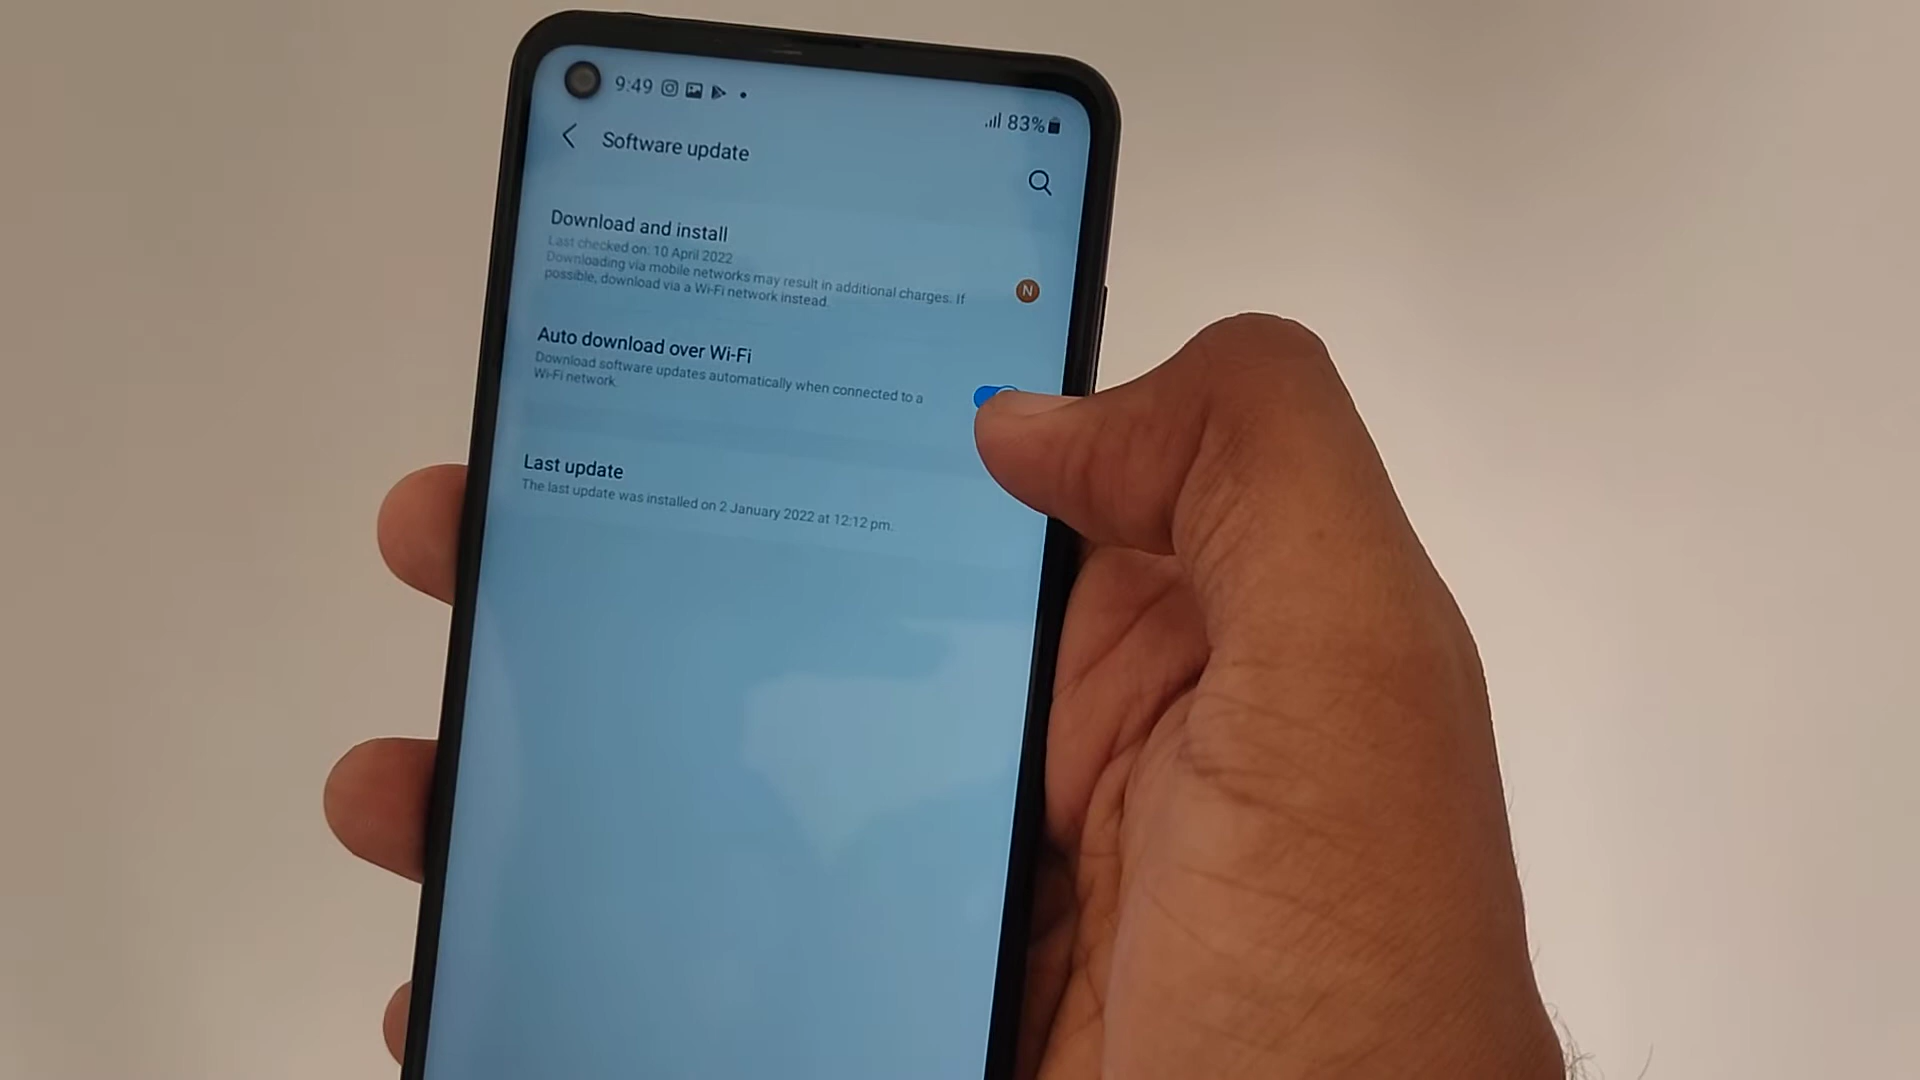 9:49
83%
Software update
Download and install
Last checked on: 10 April 2022
Downloading via mobile networks may result in additional charges. If
possible, download via a Wi-Fi network instead.
N
Auto download over Wi-Fi
Download software updates automatically when connected to a
Wi-Fi network.
Last update
The last update was installed on 2 January 2022 at 12:12 pm.